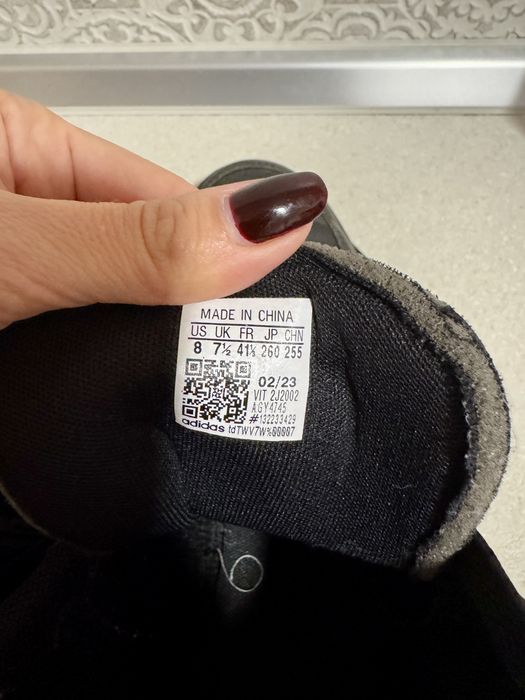 MADE IN CHINA
US UK FR JP CHN
8 7½ 41⅓ 260 255
02/23
VIT 2J2002
AGY4745
#132233429
adidas